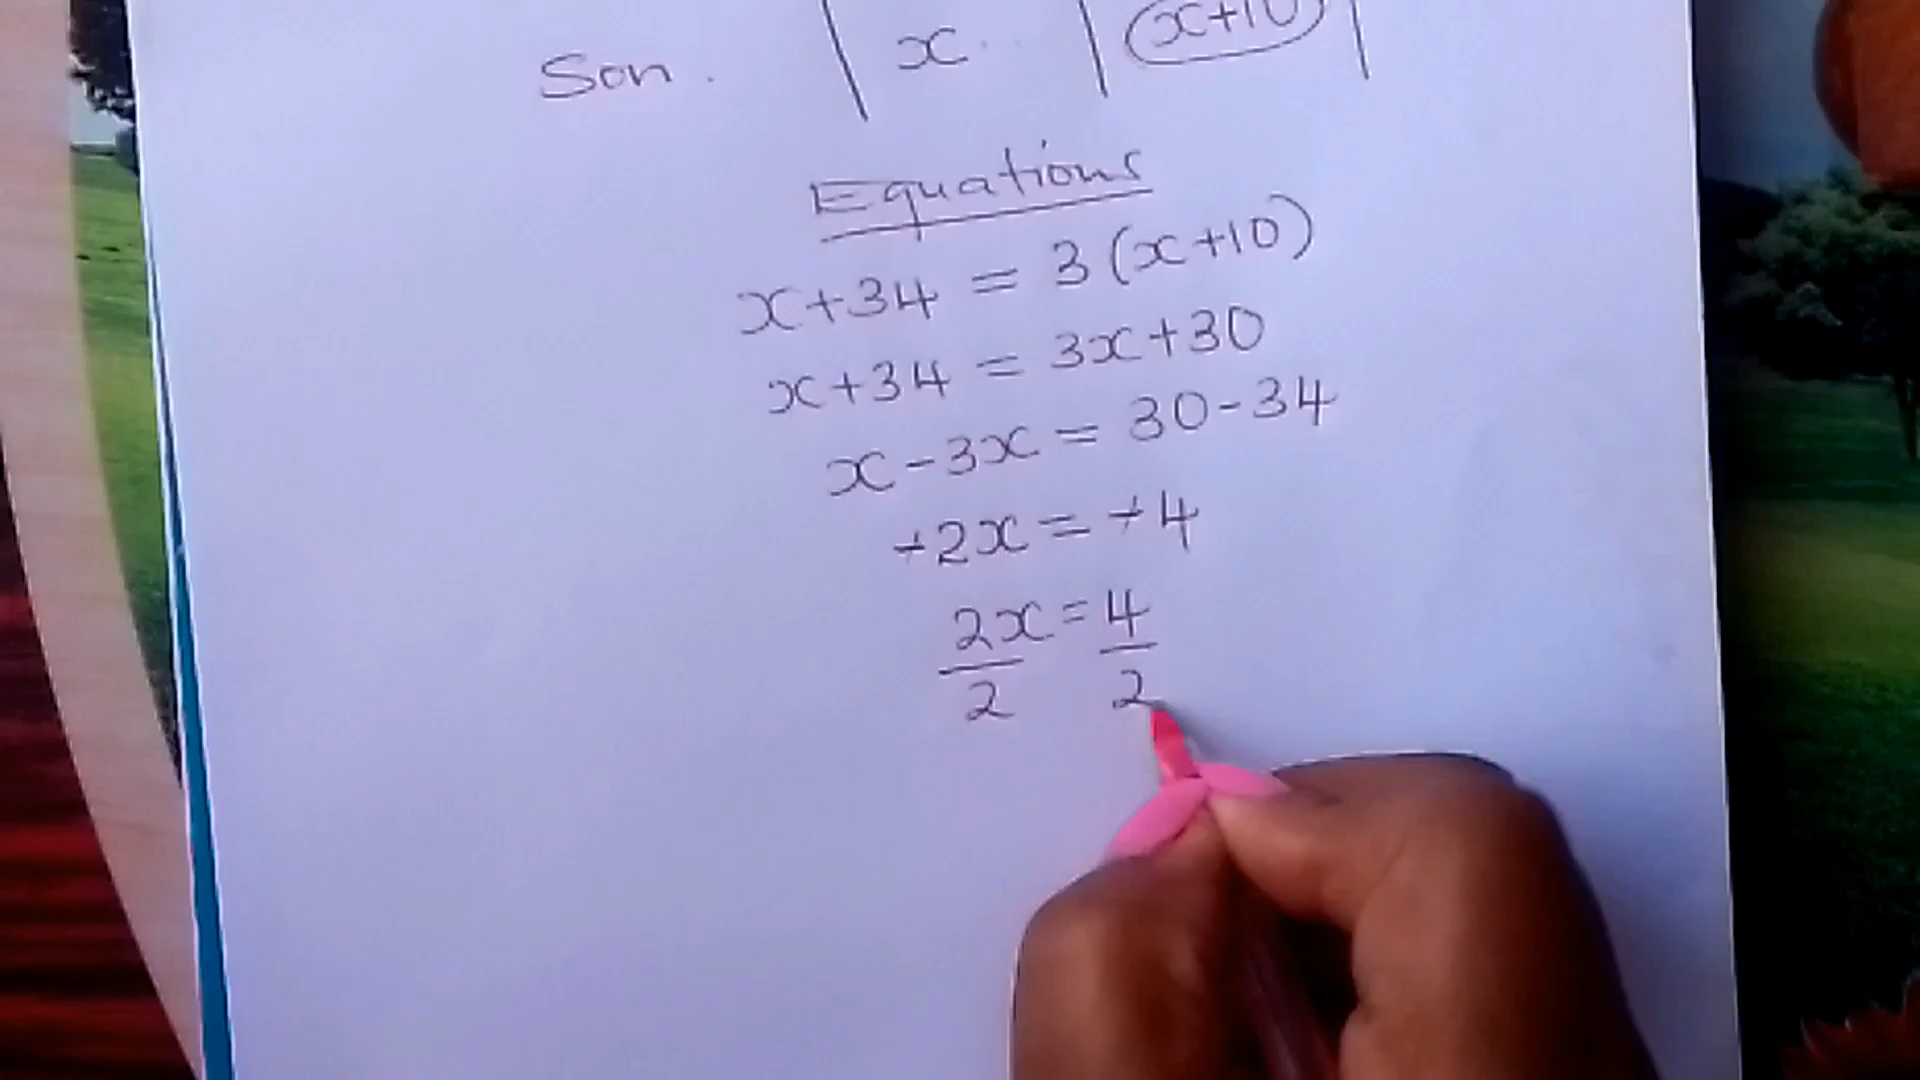 Son. | x | x+10 |
Equations
x+34 = 3(x+10)
x+34 = 3x+30
x-3x = 30-34
-2x = -4
2x = 4
2 2